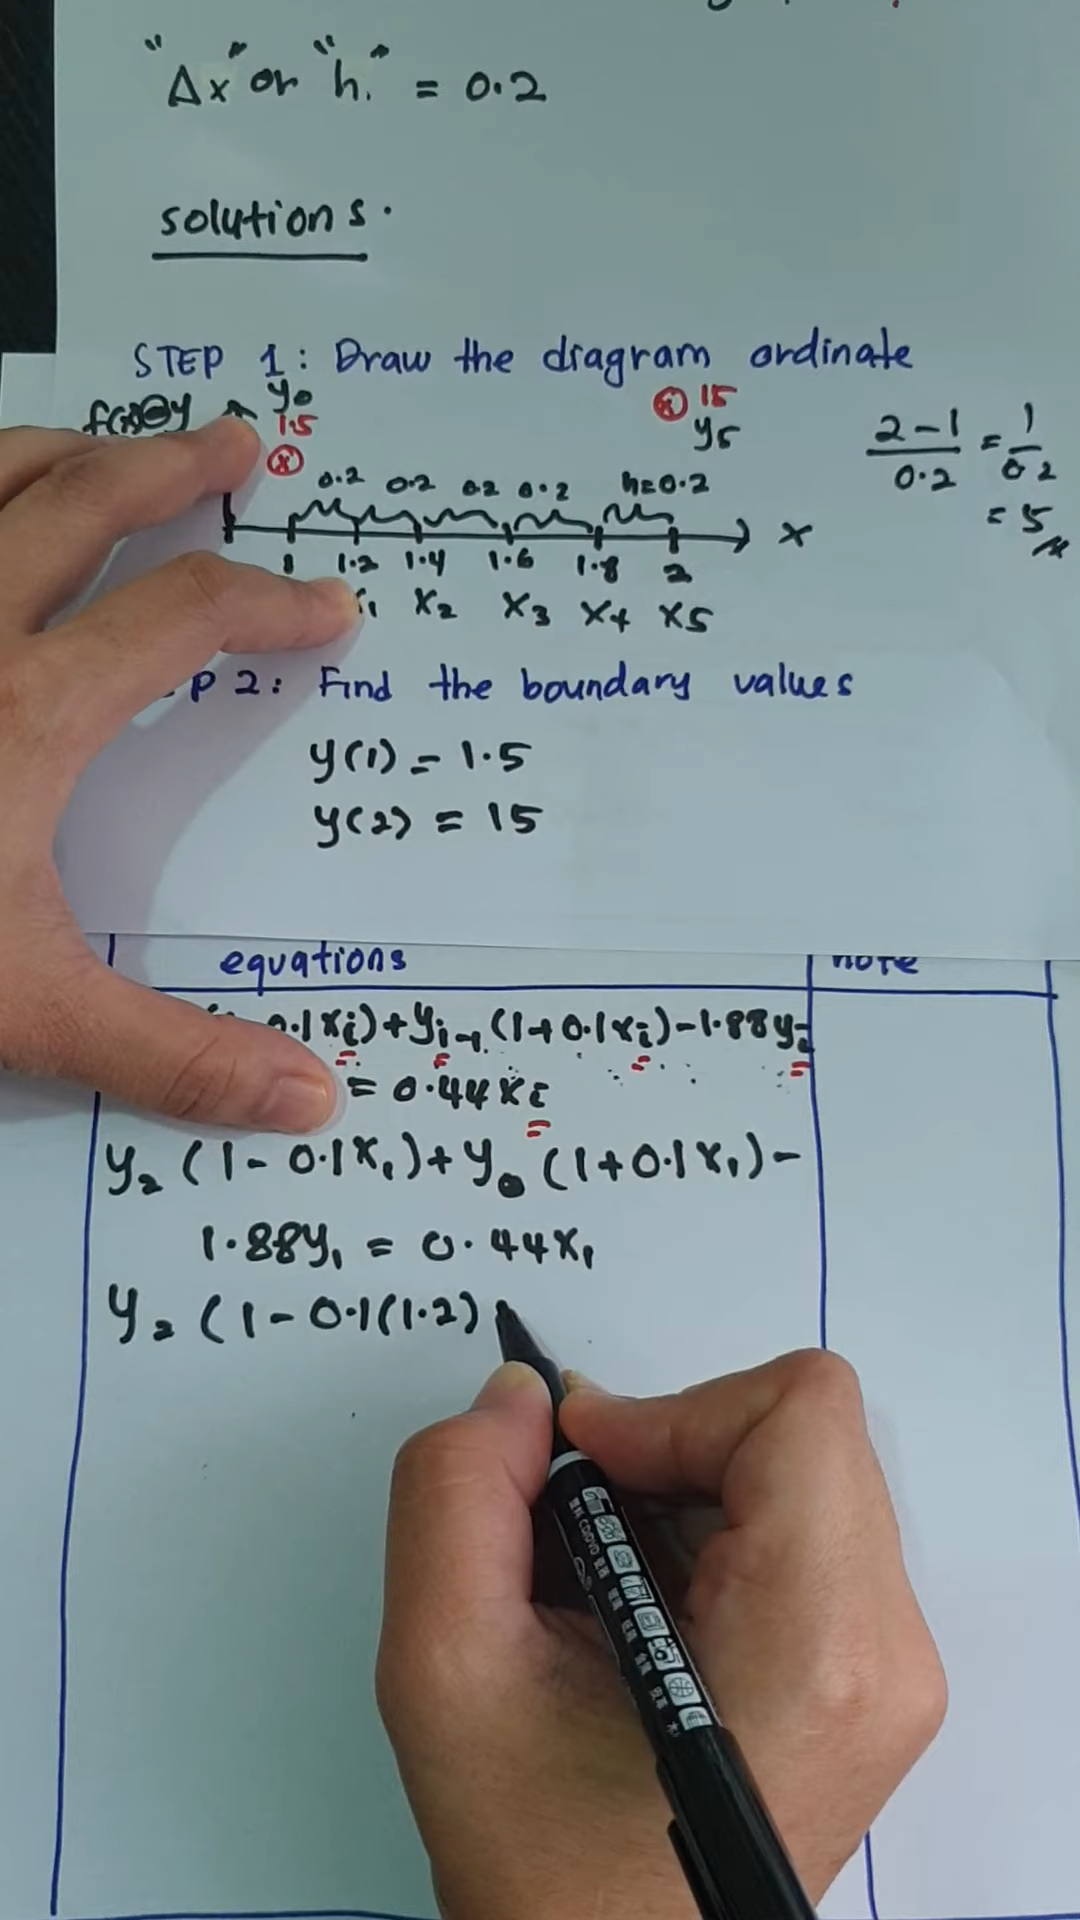 "Δx" or "h" = 0.2
solutions.
STEP 1: Draw the diagram ordinate
f(x)@y
y₀
1.5
x
x 15
y₅
2-1/0.2 = 1/0.2
= 5
0.2 0.2 0.2 0.2 h=0.2
x
1 1.2 1.4 1.6 1.8 2
x₂ x₃ x₄ x₅
P 2: Find the boundary values
y(1) = 1.5
y(2) = 15
equations
note
0.1xᵢ)+yᵢ₋₁(1+0.1xᵢ)-1.88yᵢ
= 0.44xᵢ
y₂(1-0.1x₁)+y₀(1+0.1x₁)-
1.88y₁ = 0.44x₁
y₂(1-0.1(1.2)